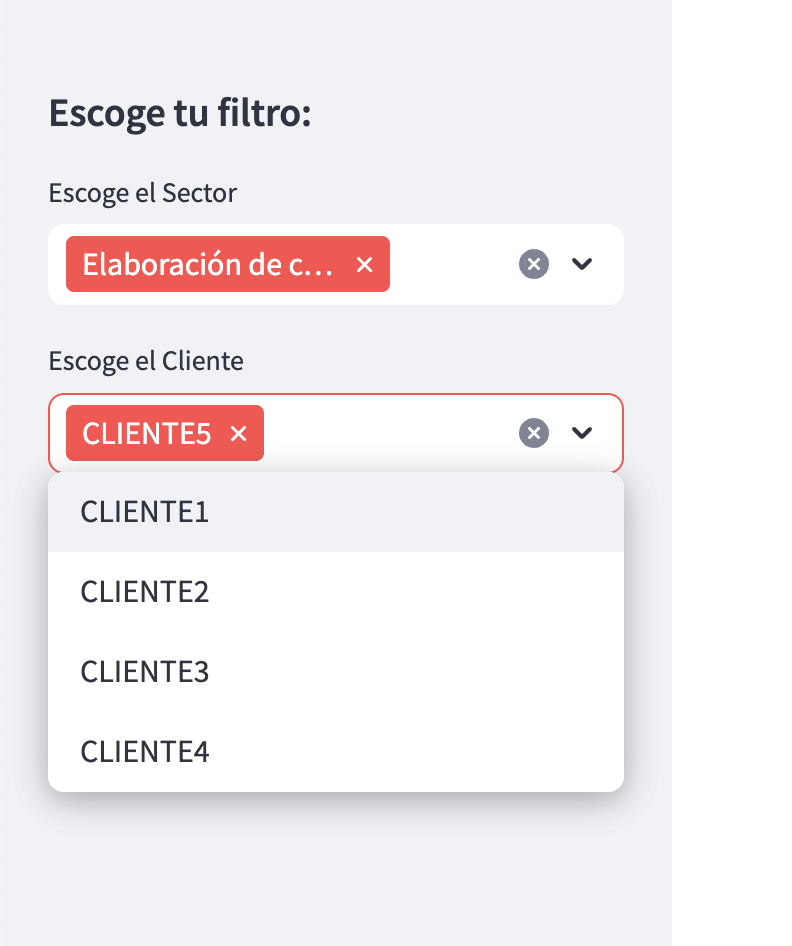 Escoge tu filtro:
Escoge el Sector
Elaboración de c...
Escoge el Cliente
CLIENTE5
CLIENTE1
CLIENTE2
CLIENTE3
CLIENTE4